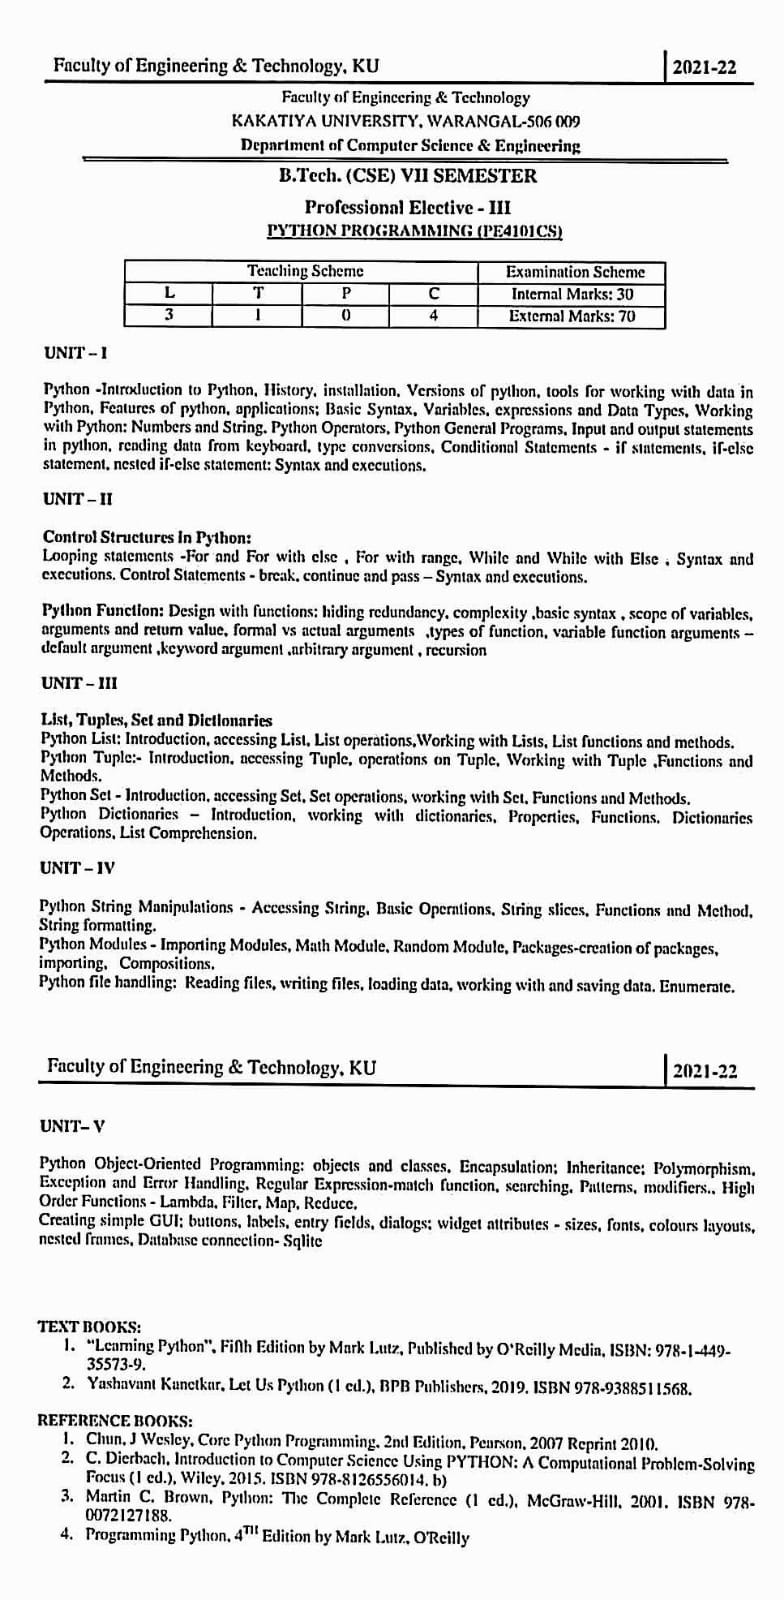 Faculty of Engineering & Technology, KU 2021-22
Faculty of Engineering & Technology
KAKATIYA UNIVERSITY, WARANGAL-506 009
Department of Computer Science & Engineering
B.Tech. (CSE) VII SEMESTER
Professional Elective - III
PYTHON PROGRAMMING (PE4101CS)
Teaching Scheme Examination Scheme
L T P C Internal Marks: 30
3 1 0 4 External Marks: 70
UNIT – I
Python -Introduction to Python, History, installation, Versions of python, tools for working with data in
Python, Features of python, applications; Basic Syntax, Variables, expressions and Data Types, Working
with Python: Numbers and String, Python Operators, Python General Programs, Input and output statements
in python, reading data from keyboard, type conversions, Conditional Statements - if statements, if-else
statement, nested if-else statement: Syntax and executions.
UNIT – II
Control Structures in Python:
Looping statements -For and For with else , For with range, While and While with Else ; Syntax and
executions. Control Statements - break, continue and pass – Syntax and executions.
Python Function: Design with functions: hiding redundancy, complexity ,basic syntax , scope of variables,
arguments and return value, formal vs actual arguments ,types of function, variable function arguments –
default argument ,keyword argument ,arbitrary argument , recursion
UNIT – III
List, Tuples, Set and Dictionaries
Python List: Introduction, accessing List, List operations,Working with Lists, List functions and methods.
Python Tuple:- Introduction, accessing Tuple, operations on Tuple, Working with Tuple ,Functions and
Methods.
Python Set - Introduction, accessing Set, Set operations, working with Set, Functions and Methods.
Python Dictionaries – Introduction, working with dictionaries, Properties, Functions, Dictionaries
Operations, List Comprehension.
UNIT – IV
Python String Manipulations - Accessing String, Basic Operations, String slices, Functions and Method,
String formatting.
Python Modules - Importing Modules, Math Module, Random Module, Packages-creation of packages,
importing, Compositions,
Python file handling: Reading files, writing files, loading data, working with and saving data. Enumerate.
Faculty of Engineering & Technology, KU 2021-22
UNIT– V
Python Object-Oriented Programming: objects and classes, Encapsulation; Inheritance; Polymorphism,
Exception and Error Handling, Regular Expression-match function, searching, Patterns, modifiers., High
Order Functions - Lambda, Filter, Map, Reduce,
Creating simple GUI; buttons, labels, entry fields, dialogs; widget attributes - sizes, fonts, colours layouts,
nested frames, Database connection- Sqlite
TEXT BOOKS:
1. “Learning Python”, Fifth Edition by Mark Lutz, Published by O’Reilly Media, ISBN: 978-1-449-
35573-9.
2. Yashavant Kanetkar, Let Us Python (1 ed.), BPB Publishers, 2019. ISBN 978-9388511568.
REFERENCE BOOKS:
1. Chun, J Wesley, Core Python Programming, 2nd Edition, Pearson, 2007 Reprint 2010.
2. C. Dierbach, Introduction to Computer Science Using PYTHON: A Computational Problem-Solving
Focus (1 ed.), Wiley, 2015. ISBN 978-8126556014. b)
3. Martin C. Brown, Python: The Complete Reference (1 ed.), McGraw-Hill, 2001. ISBN 978-
0072127188.
4. Programming Python, 4TH Edition by Mark Lutz, O'Reilly